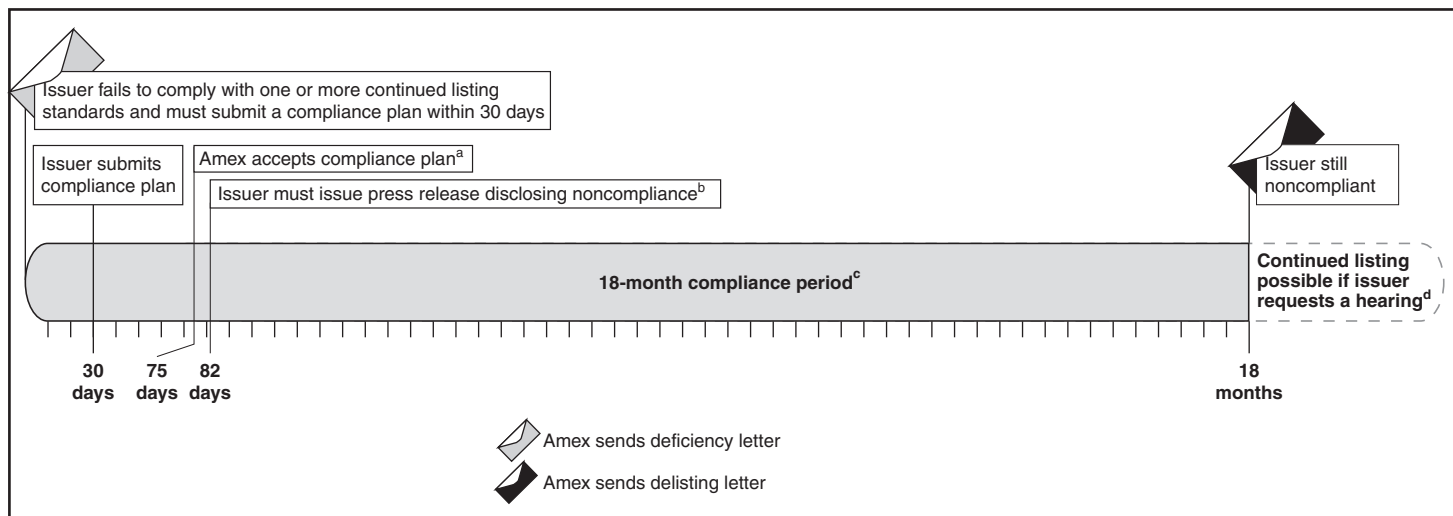 Issuer fails to comply with one or more continued listing
standards and must submit a compliance plan within 30 days
Issuer submits
compliance plan
Amex accepts compliance planᵃ
Issuer must issue press release disclosing noncomplianceᵇ
Issuer still
noncompliant
18-month compliance periodᶜ
Continued listing
possible if issuer
requests a hearingᵈ
30
days
75
days
82
days
18
months
Amex sends deficiency letter
Amex sends delisting letter